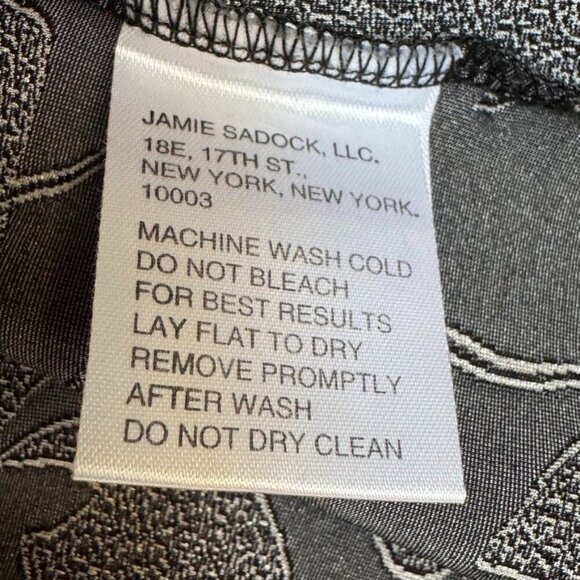 JAMIE SADOCK, LLC.
18E, 17TH ST.,
NEW YORK, NEW YORK.
10003
MACHINE WASH COLD
DO NOT BLEACH
FOR BEST RESULTS
LAY FLAT TO DRY
REMOVE PROMPTLY
AFTER WASH
DO NOT DRY CLEAN